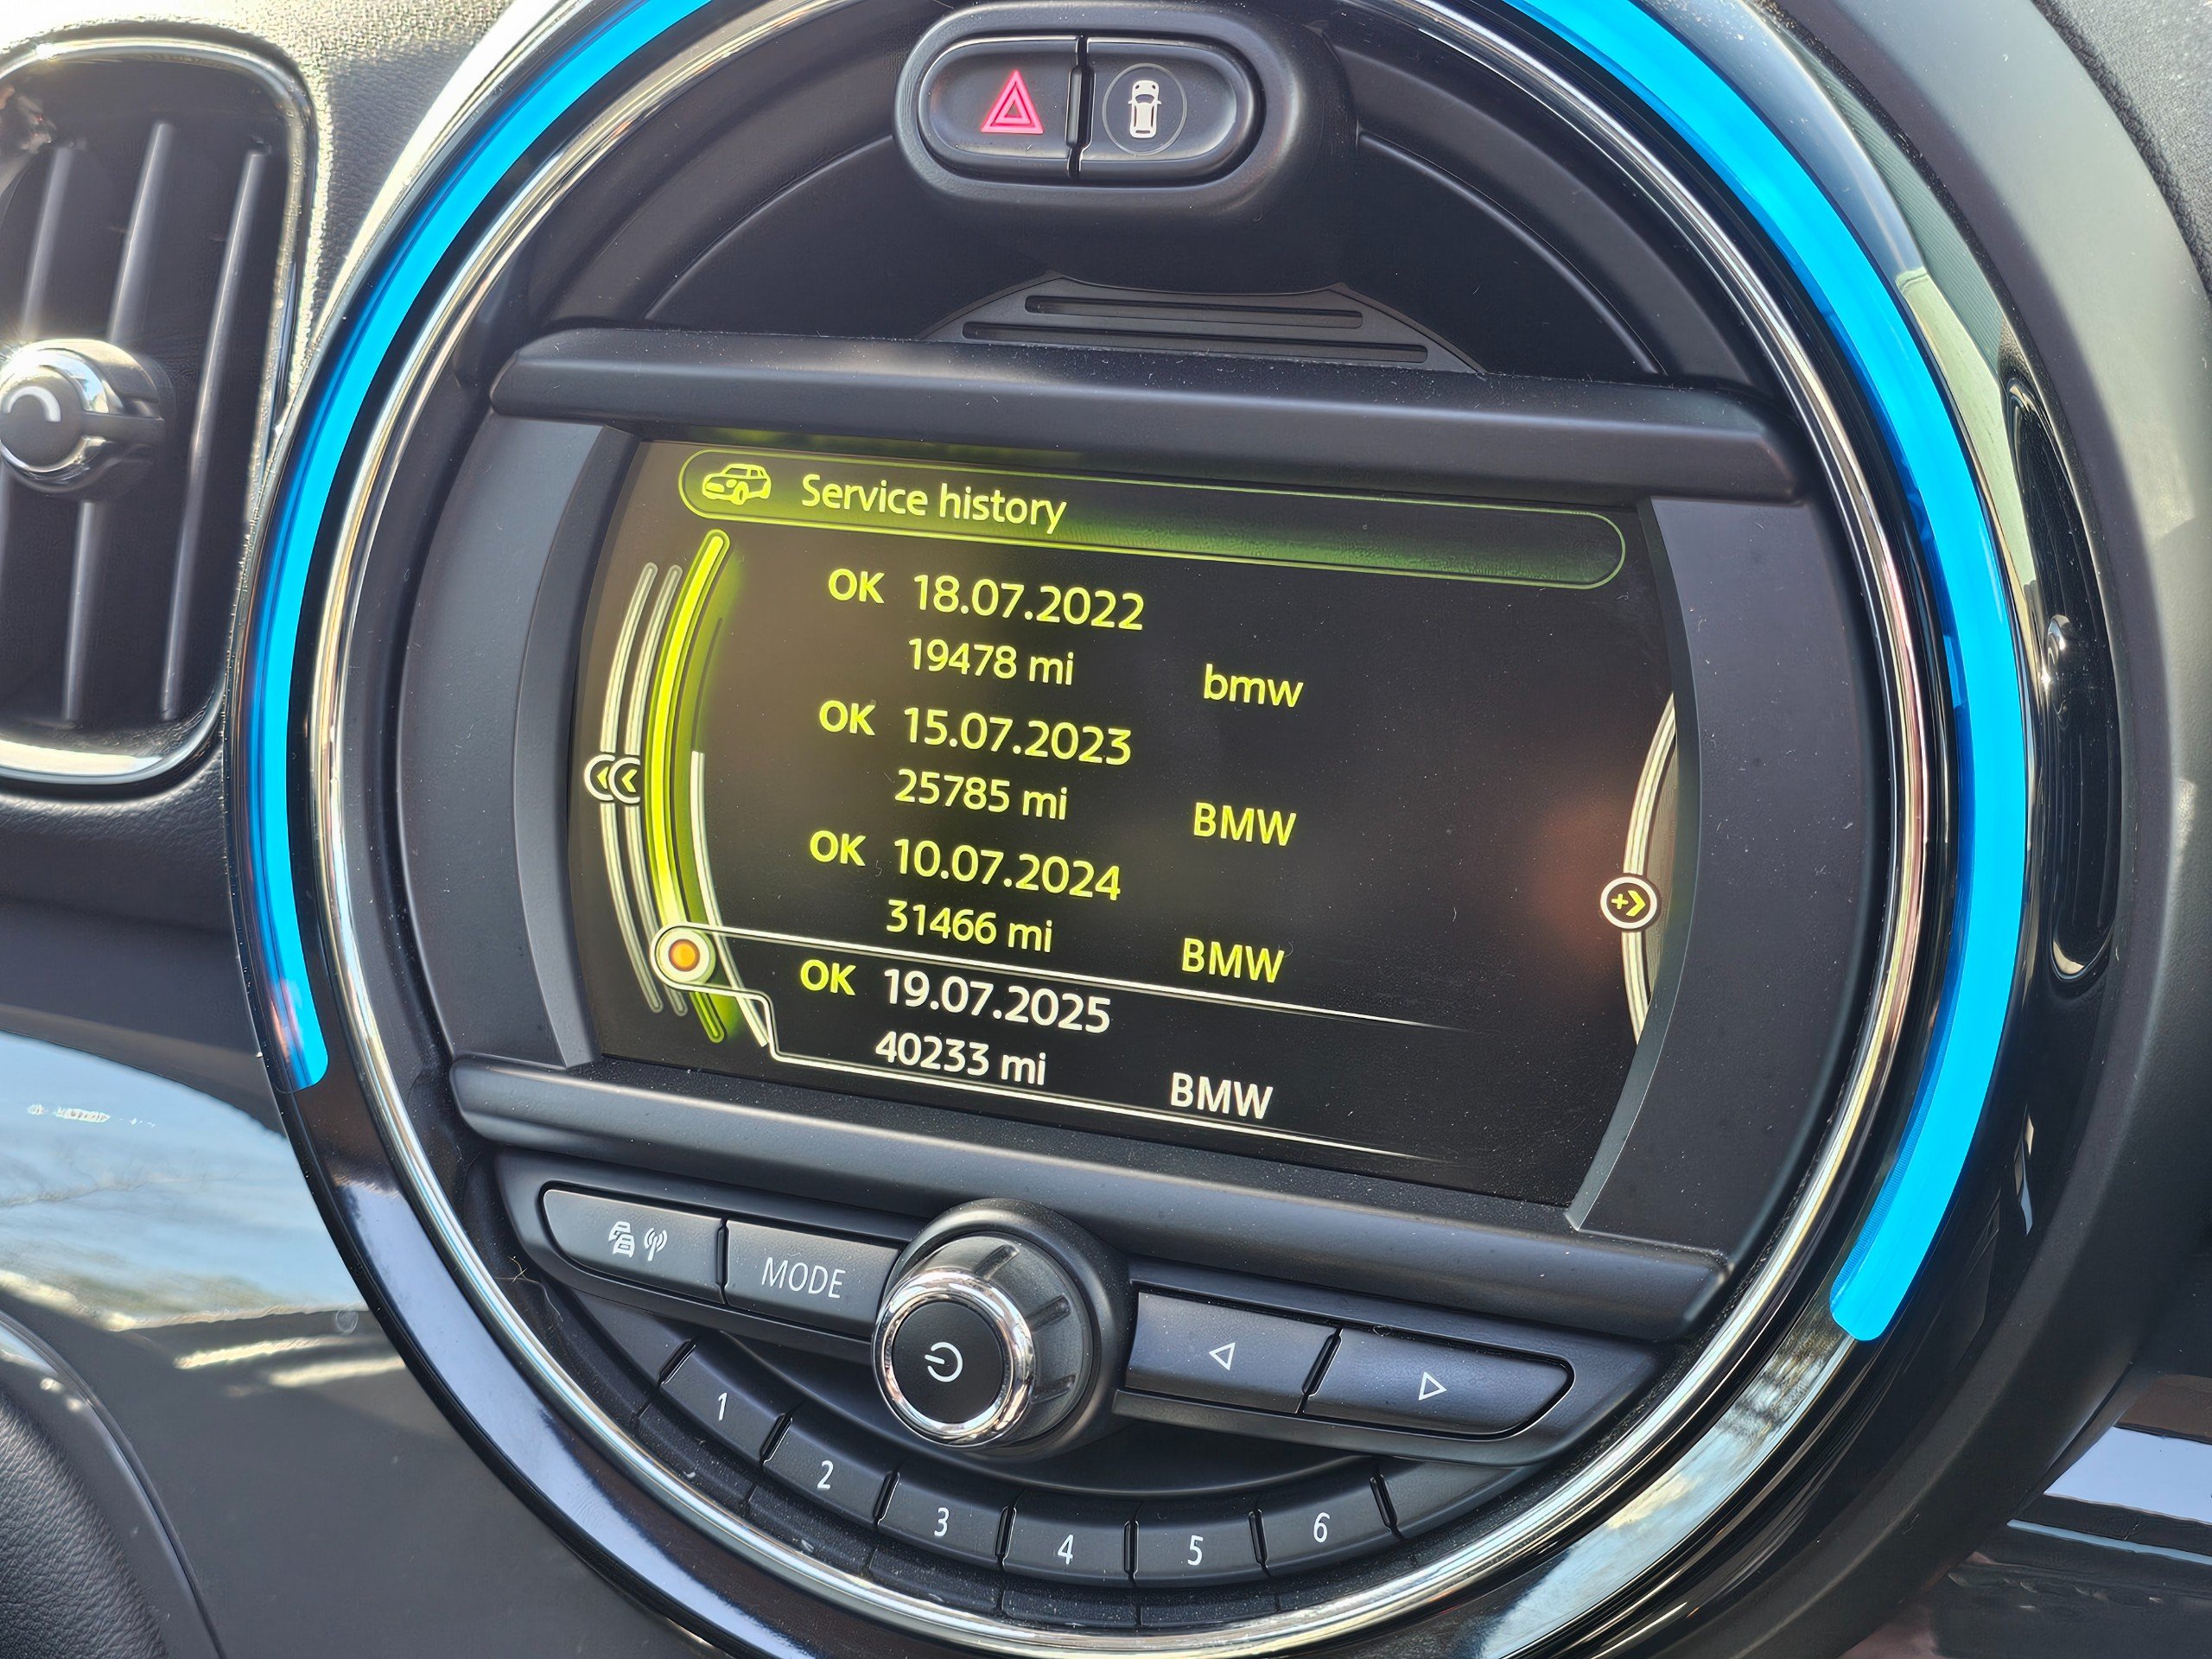 Service history
OK 18.07.2022
19478 mi bmw
OK 15.07.2023
25785 mi BMW
OK 10.07.2024
31466 mi BMW
OK 19.07.2025
40233 mi BMW
MODE
1
2
3
4
5
6